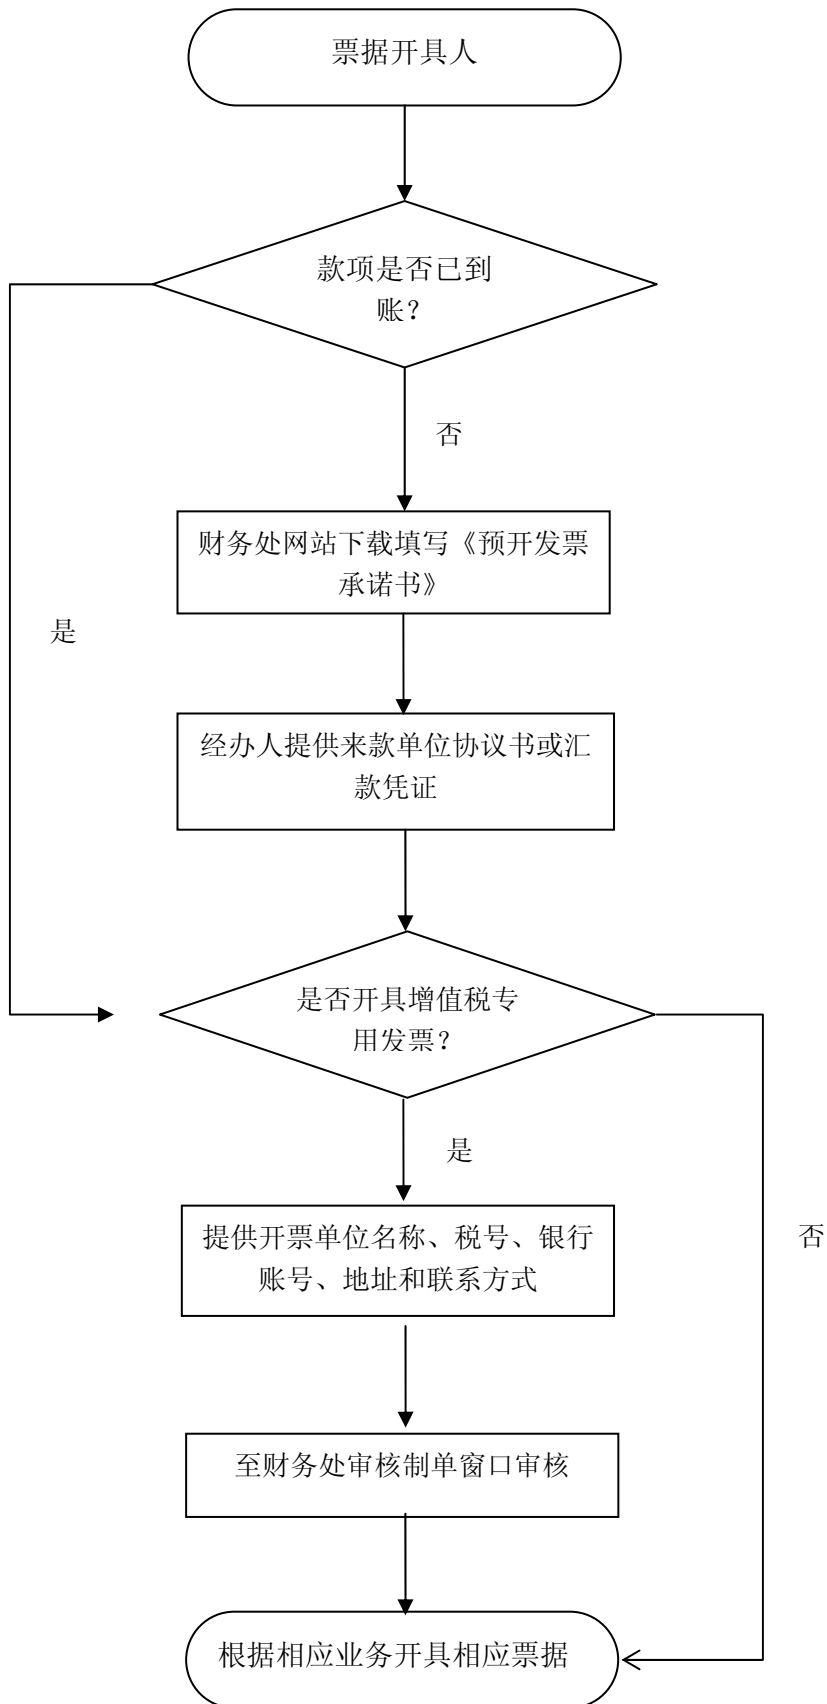 票据开具人
款项是否已到
账？
否
财务处网站下载填写《预开发票
承诺书》
是
经办人提供来款单位协议书或汇
款凭证
是否开具增值税专
用发票？
是
提供开票单位名称、税号、银行
账号、地址和联系方式
否
至财务处审核制单窗口审核
根据相应业务开具相应票据